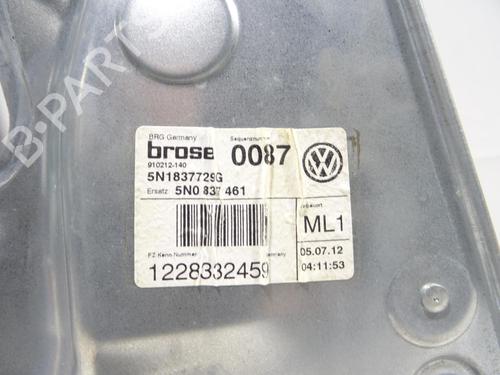 B-PARTS
BRG Germany Sequenznummer
brose 0087
910212-140
5N1837729G
Ersatz: 5N0 837 461
ML1
FZ Kenn Nummer Germany
05.07.12
1228332459 04:11:53